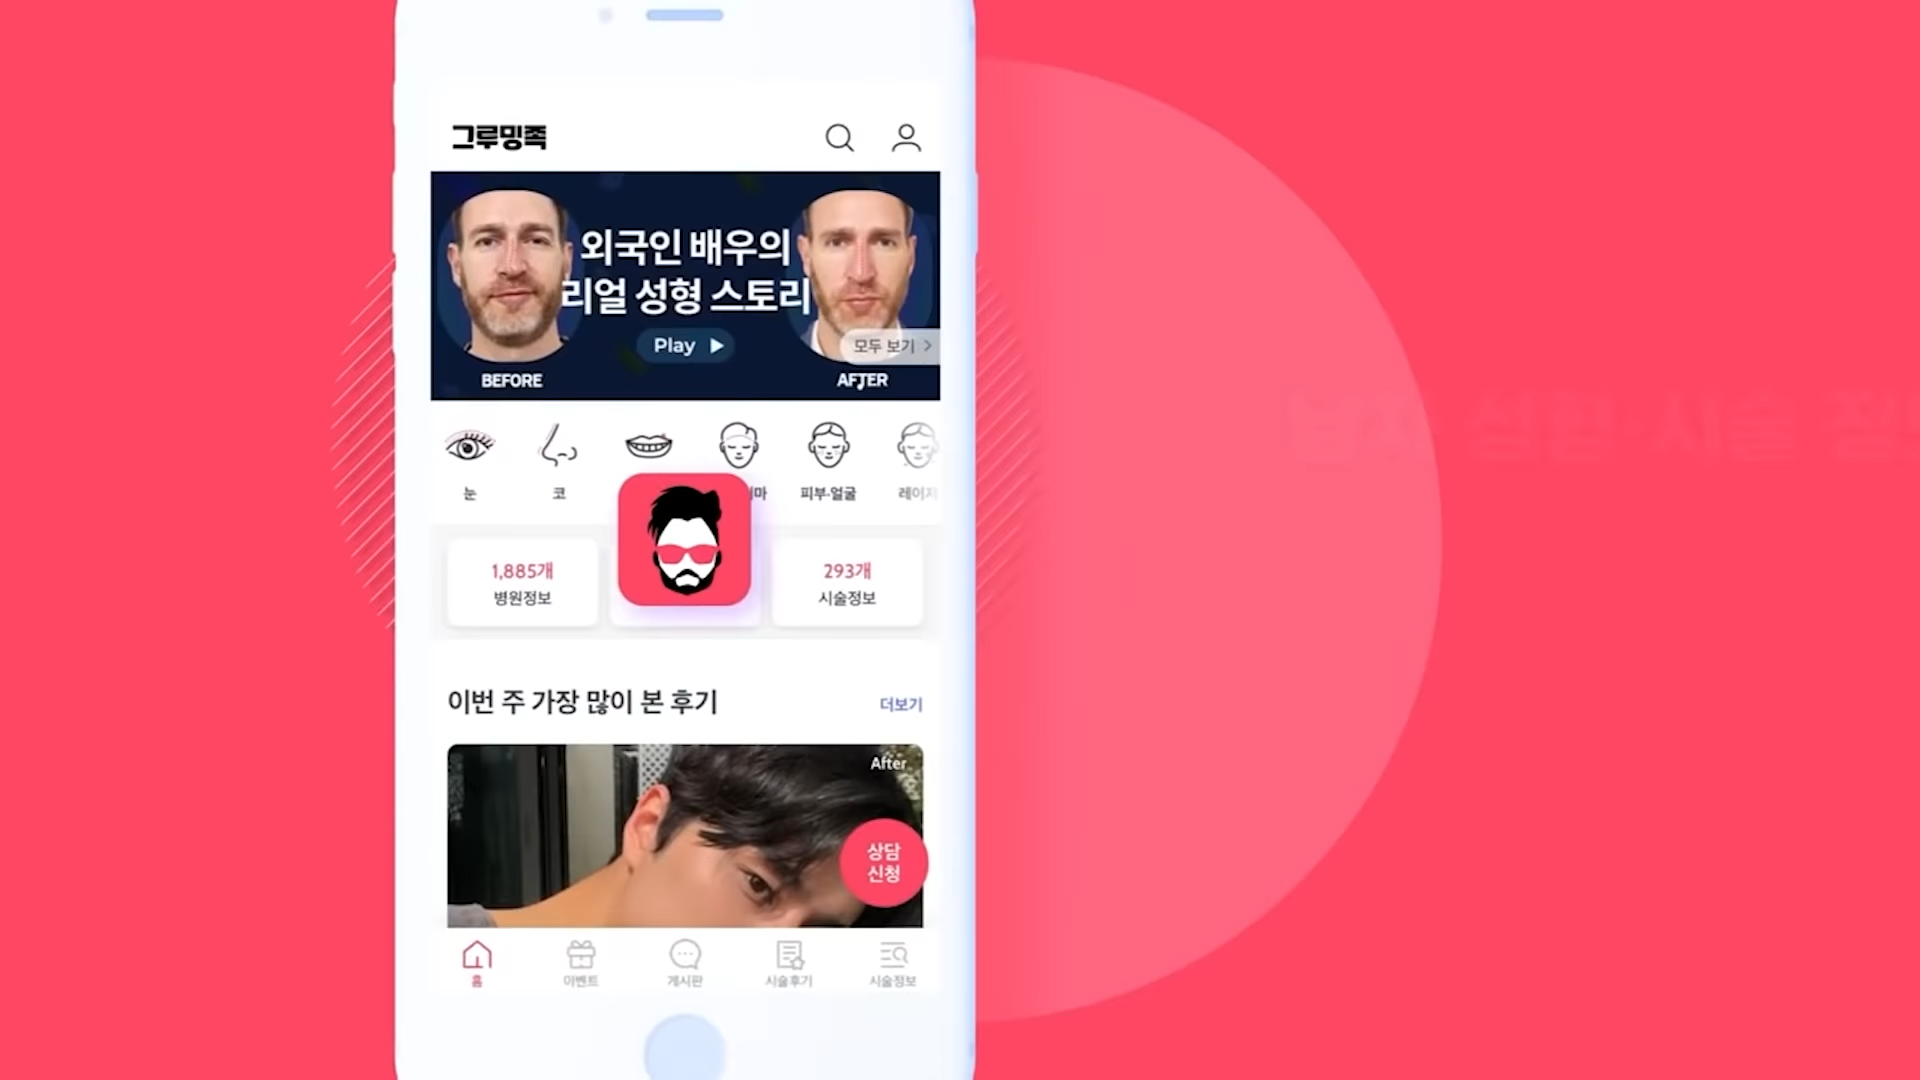 그루밍족
외국인 배우의
리얼 성형 스토리
Play
모두 보기
BEFORE
AFTER
눈
코
피부·얼굴
1,885개
병원정보
293개
시술정보
이번 주 가장 많이 본 후기
더보기
After
상담
신청
홈
이벤트
게시판
시술후기
시술정보